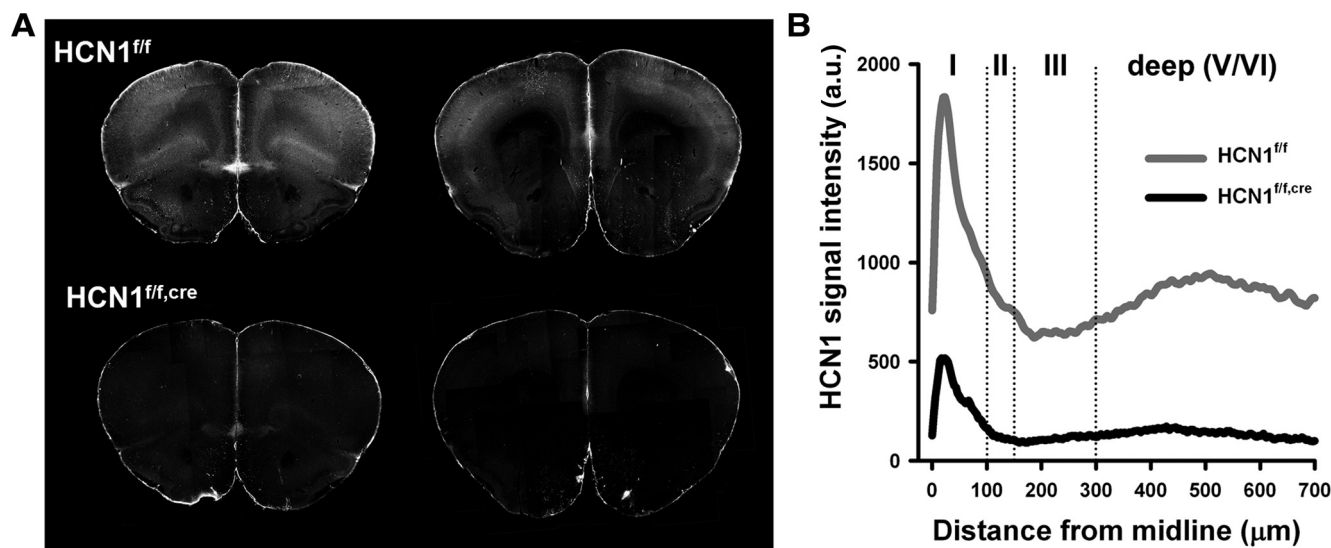 A
HCN1f/f
HCN1f/f,cre
B
I II III deep (V/VI)
HCN1 signal intensity (a.u.)
2000
1500
1000
500
0
HCN1f/f
HCN1f/f,cre
0 100 200 300 400 500 600 700
Distance from midline (μm)